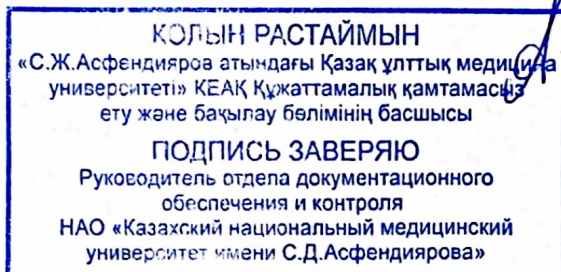 ҚОЛЫН РАСТАЙМЫН
«С.Ж.Асфендияров атындағы Қазақ ұлттық медицина
университеті» КЕАҚ Құжаттамалық қамтамасыз
ету және бақылау бөлімінің басшысы
ПОДПИСЬ ЗАВЕРЯЮ
Руководитель отдела документационного
обеспечения и контроля
НАО «Казахский национальный медицинский
университет имени С.Д.Асфендиярова»